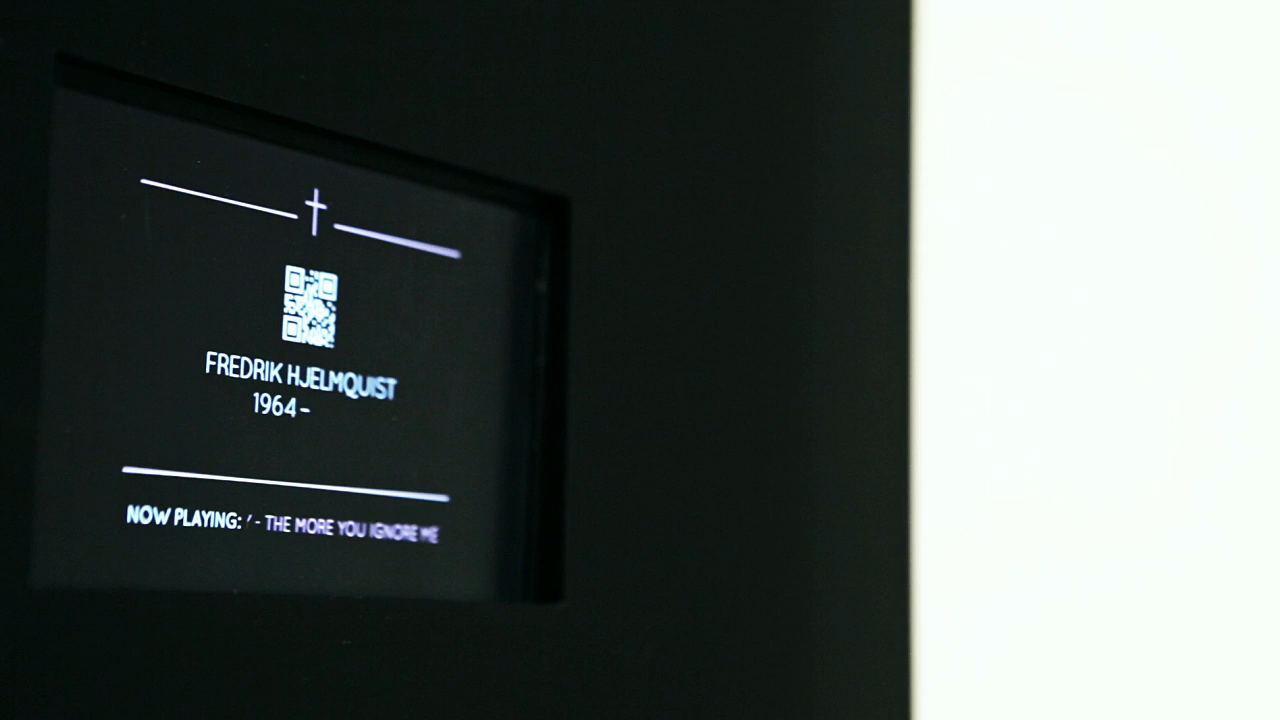 FREDRIK HJELMQUIST
1964 -
NOW PLAYING: ' - THE MORE YOU IGNORE ME